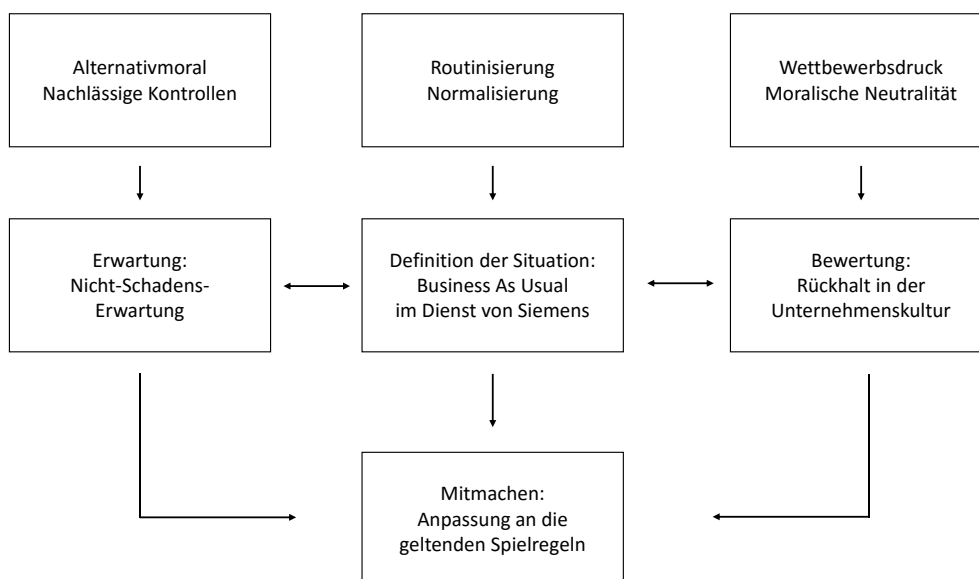 Alternativmoral
Nachlässige Kontrollen
Routinisierung
Normalisierung
Wettbewerbsdruck
Moralische Neutralität
Erwartung:
Nicht-Schadens-
Erwartung
Definition der Situation:
Business As Usual
im Dienst von Siemens
Bewertung:
Rückhalt in der
Unternehmenskultur
Mitmachen:
Anpassung an die
geltenden Spielregeln